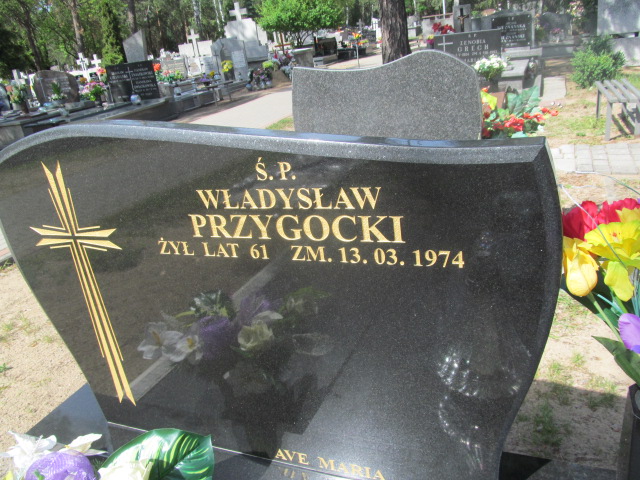 Ś. P.
WŁADYSŁAW
PRZYGOCKI
ŻYŁ LAT 61 ZM. 13. 03. 1974
AVE MARIA